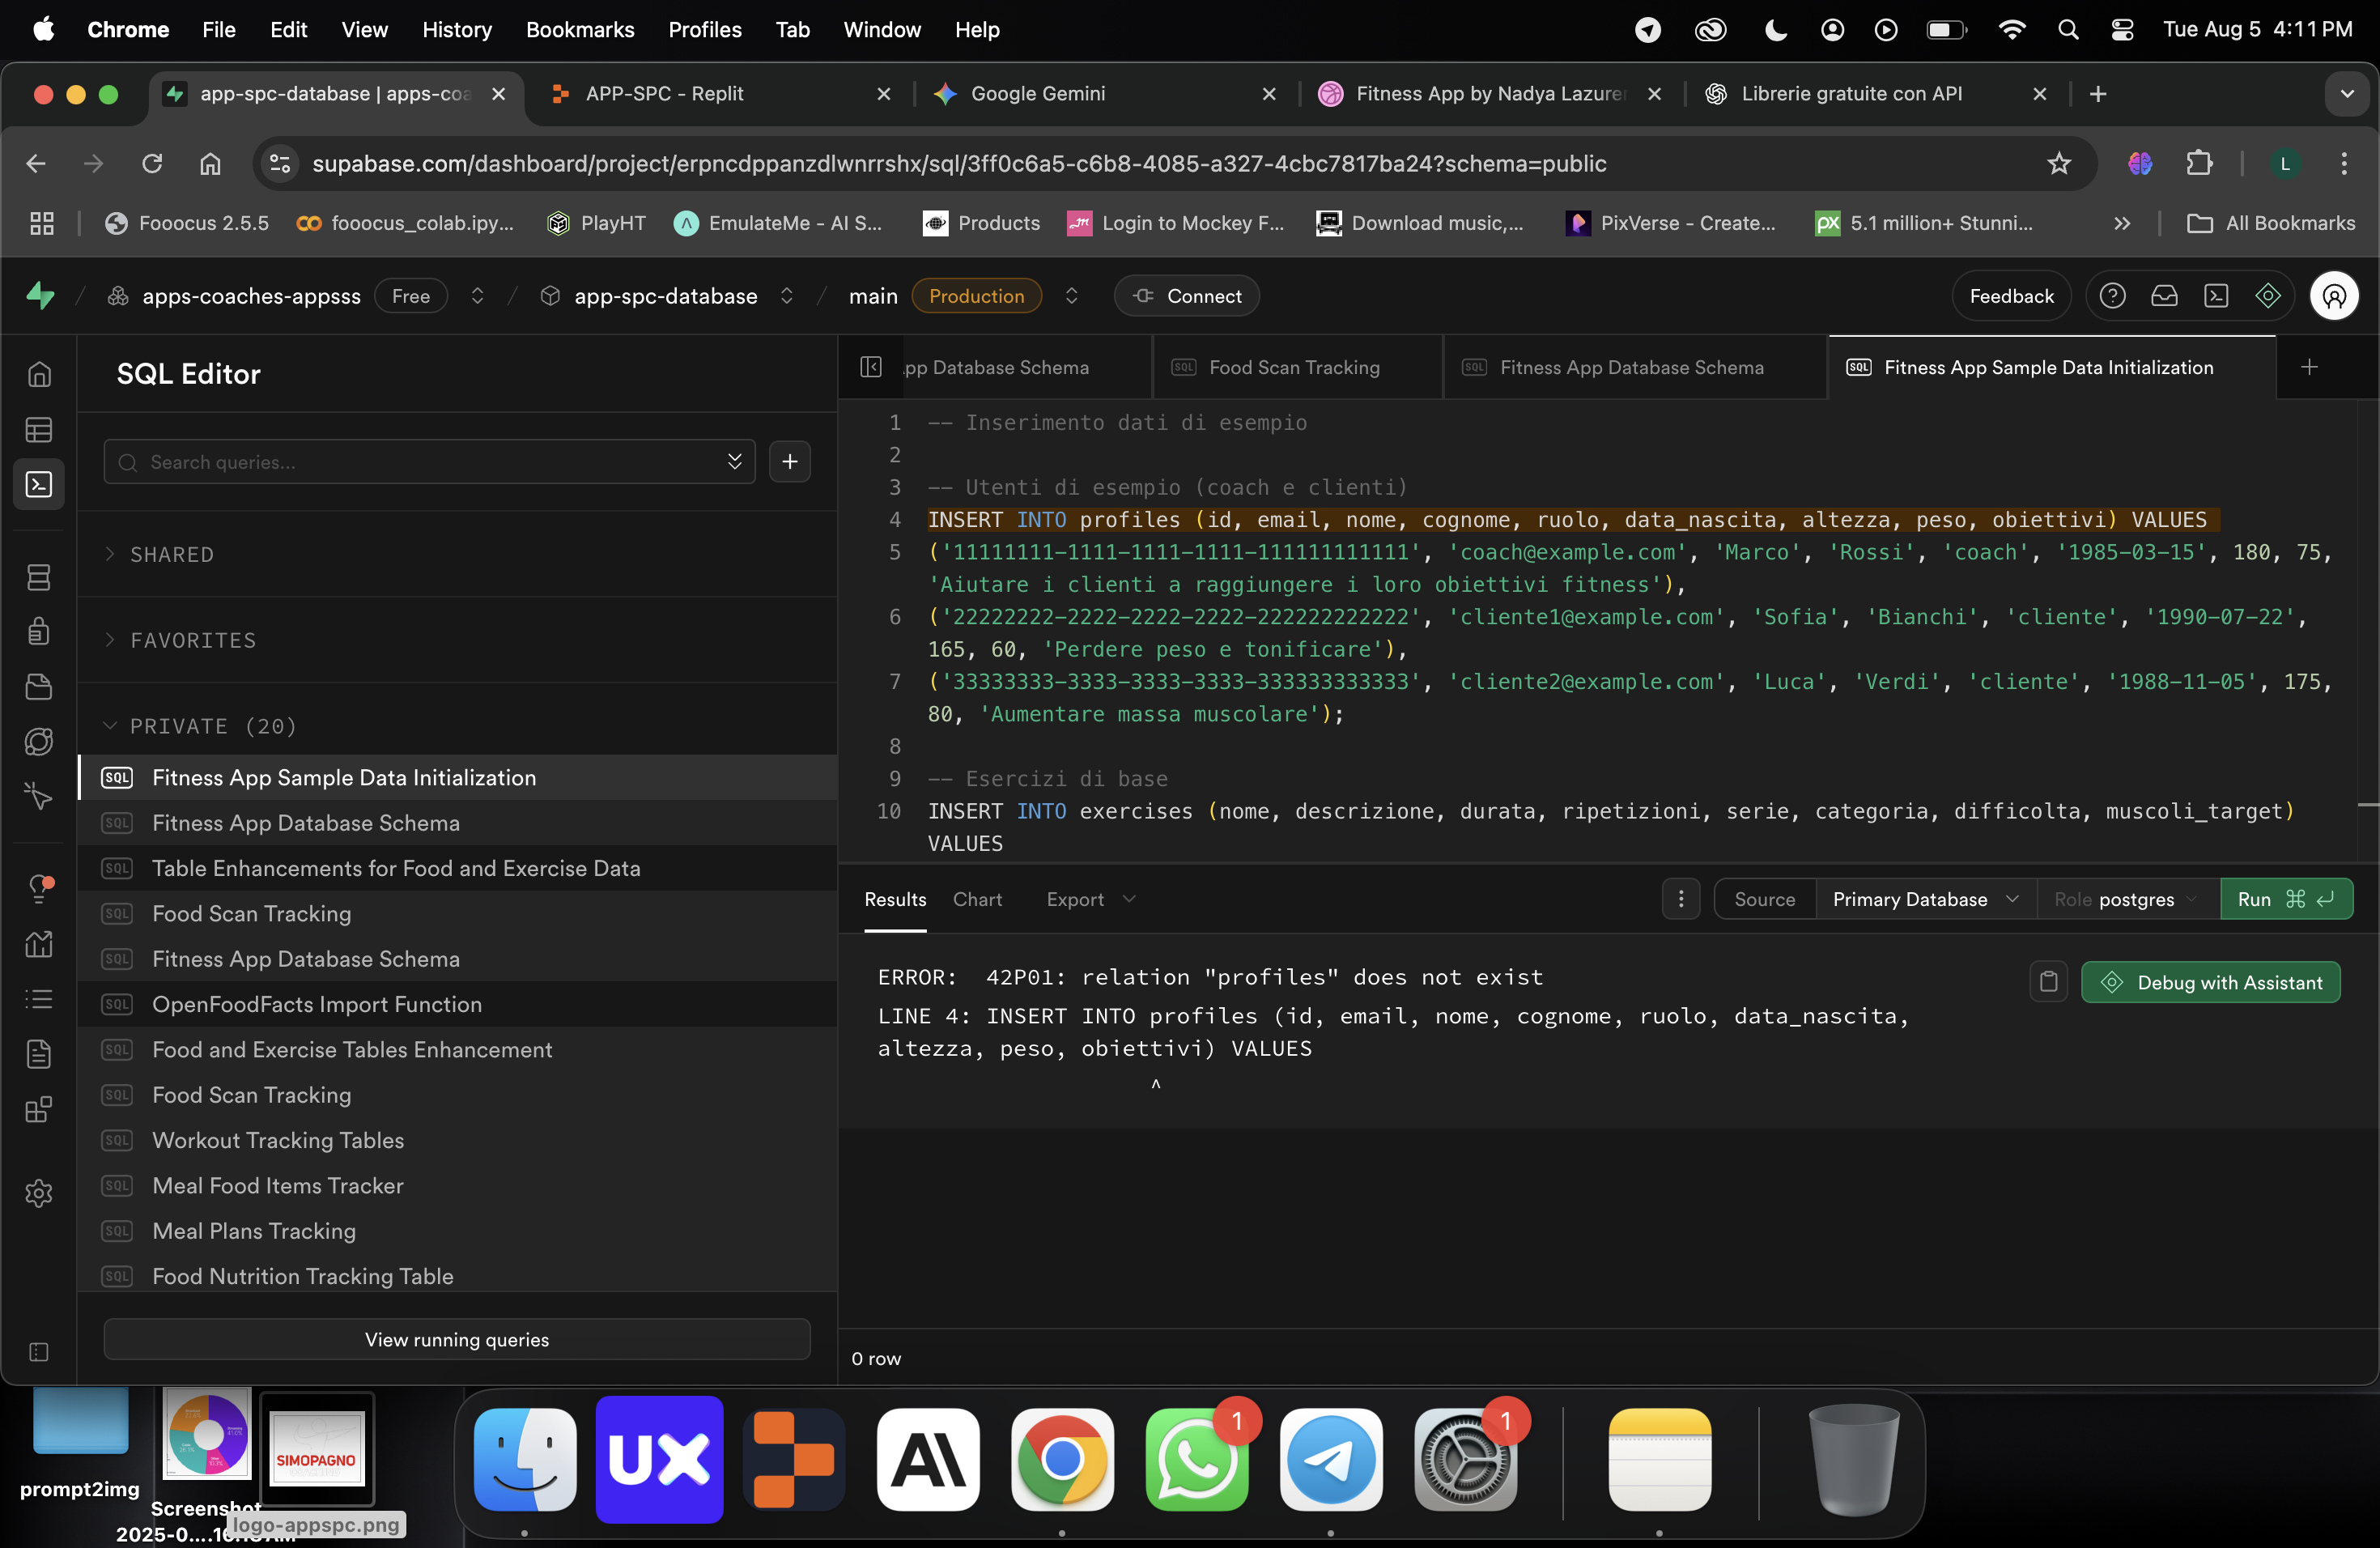 Chrome File Edit View History Bookmarks Profiles Tab Window Help Tue Aug 5 4:11 PM
app-spc-database | apps-coa APP-SPC - Replit Google Gemini Fitness App by Nadya Lazurer Librerie gratuite con API
supabase.com/dashboard/project/erpncdppanzdlwnrrshx/sql/3ff0c6a5-c6b8-4085-a327-4cbc7817ba24?schema=public L
Fooocus 2.5.5 fooocus_colab.ipy... PlayHT EmulateMe - AI S... Products Login to Mockey F... Download music,... PixVerse - Create... px 5.1 million+ Stunni... All Bookmarks
apps-coaches-appsss Free app-spc-database main Production Connect Feedback
SQL Editor
pp Database Schema SQL Food Scan Tracking SQL Fitness App Database Schema SQL Fitness App Sample Data Initialization
Search queries...
SHARED
FAVORITES
PRIVATE (20)
SQL Fitness App Sample Data Initialization
SQL Fitness App Database Schema
SQL Table Enhancements for Food and Exercise Data
SQL Food Scan Tracking
SQL Fitness App Database Schema
SQL OpenFoodFacts Import Function
SQL Food and Exercise Tables Enhancement
SQL Food Scan Tracking
SQL Workout Tracking Tables
SQL Meal Food Items Tracker
SQL Meal Plans Tracking
SQL Food Nutrition Tracking Table
View running queries
1 -- Inserimento dati di esempio
2
3 -- Utenti di esempio (coach e clienti)
4 INSERT INTO profiles (id, email, nome, cognome, ruolo, data_nascita, altezza, peso, obiettivi) VALUES
5 ('11111111-1111-1111-1111-111111111111', 'coach@example.com', 'Marco', 'Rossi', 'coach', '1985-03-15', 180, 75,
'Aiutare i clienti a raggiungere i loro obiettivi fitness'),
6 ('22222222-2222-2222-2222-222222222222', 'cliente1@example.com', 'Sofia', 'Bianchi', 'cliente', '1990-07-22',
165, 60, 'Perdere peso e tonificare'),
7 ('33333333-3333-3333-3333-333333333333', 'cliente2@example.com', 'Luca', 'Verdi', 'cliente', '1988-11-05', 175,
80, 'Aumentare massa muscolare');
8
9 -- Esercizi di base
10 INSERT INTO exercises (nome, descrizione, durata, ripetizioni, serie, categoria, difficolta, muscoli_target)
VALUES
Results Chart Export Source Primary Database Role postgres Run
ERROR: 42P01: relation "profiles" does not exist
LINE 4: INSERT INTO profiles (id, email, nome, cognome, ruolo, data_nascita,
altezza, peso, obiettivi) VALUES
^
Debug with Assistant
0 row
prompt2img
Screenshot
2025-0....16
SIMOPAGNO
logo-appspc.png
UX
1
1